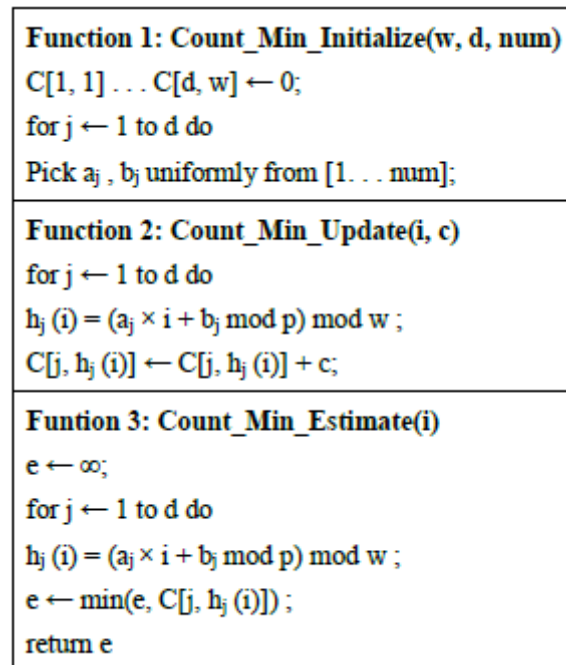 Function 1: Count_Min_Initialize(w, d, num)
C[1, 1] . . . C[d, w] ← 0;
for j ← 1 to d do
Pick aⱼ , bⱼ uniformly from [1. . . num];
Function 2: Count_Min_Update(i, c)
for j ← 1 to d do
hⱼ (i) = (aⱼ × i + bⱼ mod p) mod w ;
C[j, hⱼ (i)] ← C[j, hⱼ (i)] + c;
Funtion 3: Count_Min_Estimate(i)
e ← ∞;
for j ← 1 to d do
hⱼ (i) = (aⱼ × i + bⱼ mod p) mod w ;
e ← min(e, C[j, hⱼ (i)]) ;
return e